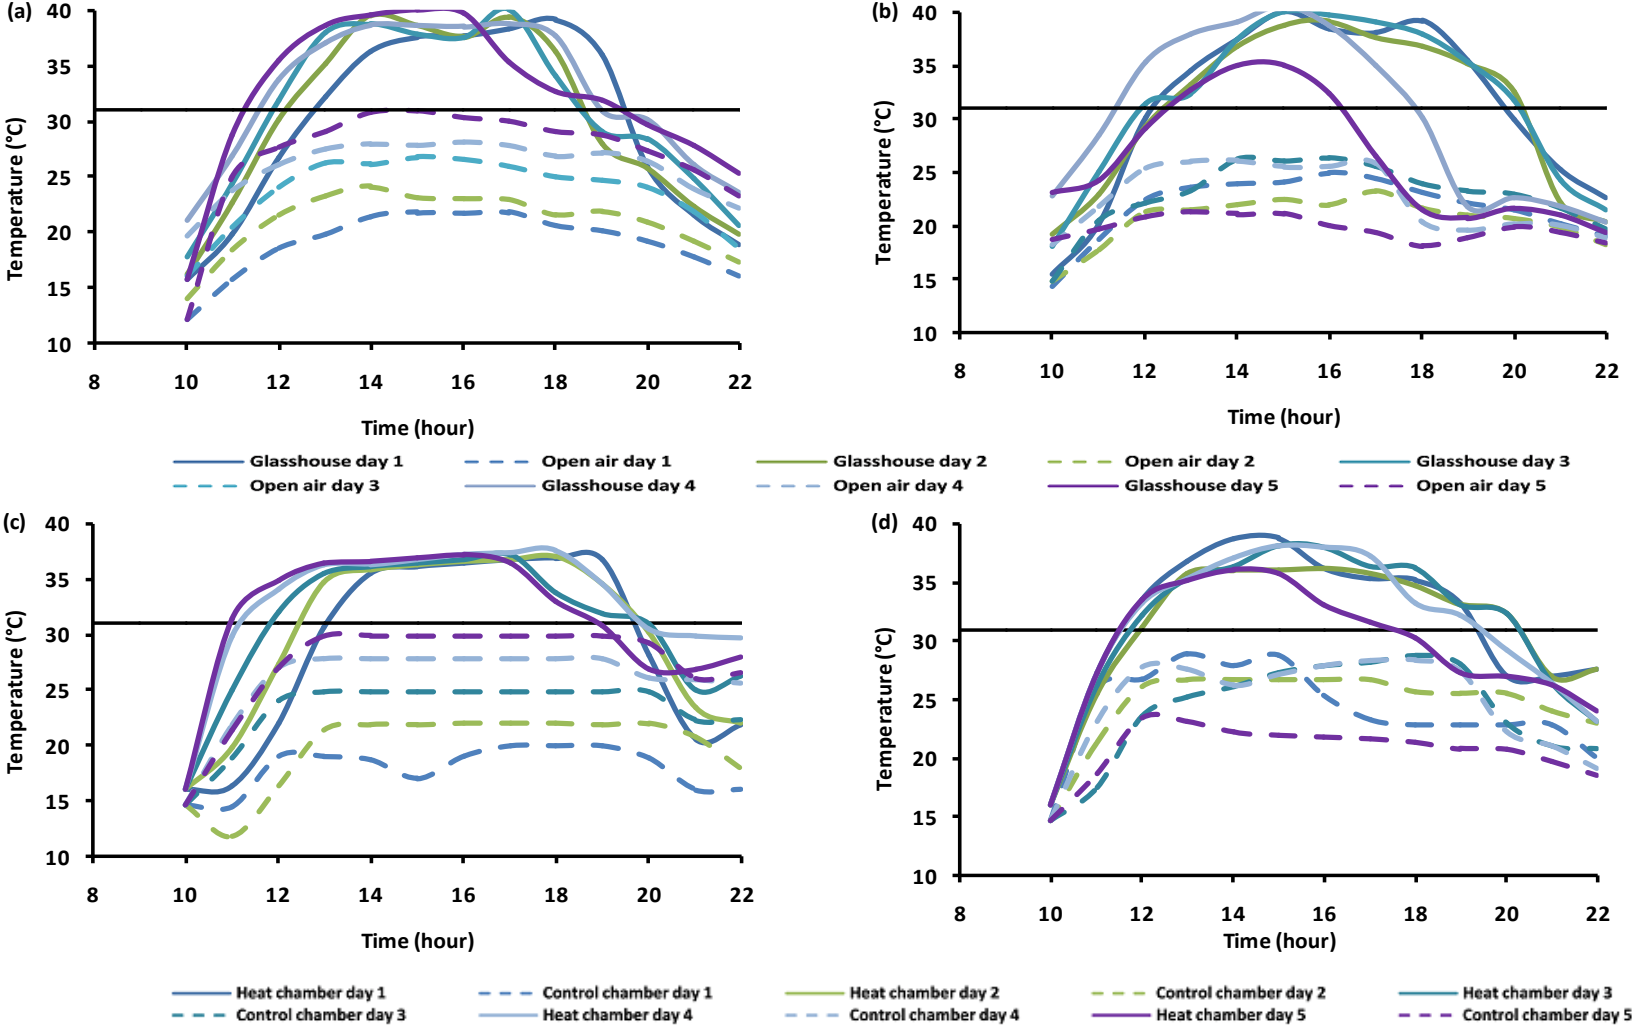 (a)
40
35
30
25
20
15
10
8 10 12 14 16 18 20 22
Temperature (°C)
Time (hour)
(b)
40
35
30
25
20
15
10
8 10 12 14 16 18 20 22
Temperature (°C)
Time (hour)
Glasshouse day 1 Open air day 1 Glasshouse day 2 Open air day 2 Glasshouse day 3
Open air day 3 Glasshouse day 4 Open air day 4 Glasshouse day 5 Open air day 5
(c)
40
35
30
25
20
15
10
8 10 12 14 16 18 20 22
Temperature (°C)
Time (hour)
(d)
40
35
30
25
20
15
10
8 10 12 14 16 18 20 22
Temperature (°C)
Time (hour)
Heat chamber day 1 Control chamber day 1 Heat chamber day 2 Control chamber day 2 Heat chamber day 3
Control chamber day 3 Heat chamber day 4 Control chamber day 4 Heat chamber day 5 Control chamber day 5